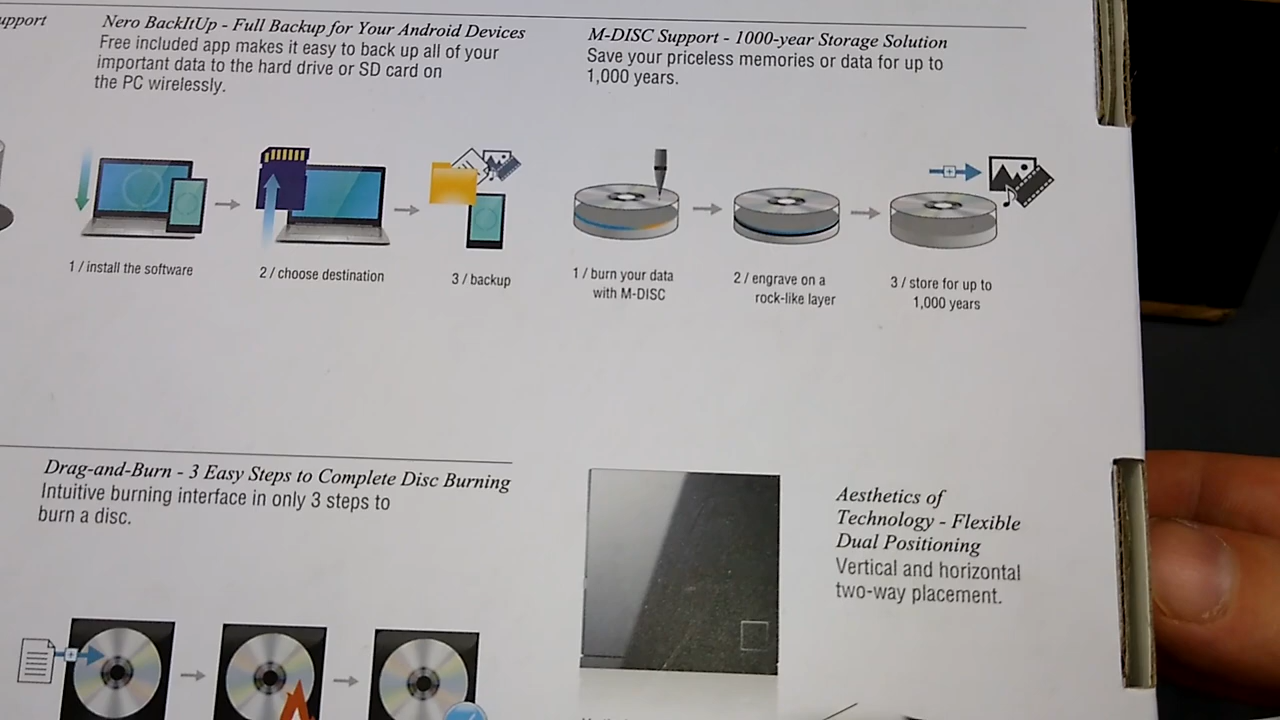 upport
Nero BackItUp - Full Backup for Your Android Devices
Free included app makes it easy to back up all of your
important data to the hard drive or SD card on
the PC wirelessly.
M-DISC Support - 1000-year Storage Solution
Save your priceless memories or data for up to
1,000 years.
1 / install the software
2 / choose destination
3 / backup
1 / burn your data
with M-DISC
2 / engrave on a
rock-like layer
3 / store for up to
1,000 years
Drag-and-Burn - 3 Easy Steps to Complete Disc Burning
Intuitive burning interface in only 3 steps to
burn a disc.
Aesthetics of
Technology - Flexible
Dual Positioning
Vertical and horizontal
two-way placement.